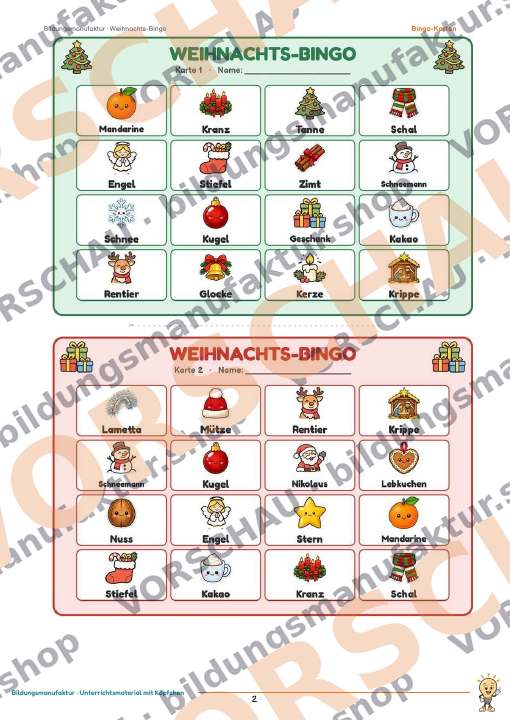 Bildungsmanufaktur · Weihnachts-Bingo Bingo-Karten
WEIHNACHTS-BINGO
Karte 1 · Name:
Mandarine Kranz Tanne Schal
Engel Stiefel Zimt Schneemann
Schnee Kugel Geschenk Kakao
Rentier Glocke Kerze Krippe
WEIHNACHTS-BINGO
Karte 2 · Name:
Lametta Mütze Rentier Krippe
Schneemann Kugel Nikolaus Lebkuchen
Nuss Engel Stern Mandarine
Stiefel Kakao Kranz Schal
Bildungsmanufaktur · Unterrichtsmaterial mit Köpfchen
2
VORSCHAU · bildungsmanufaktur.shop